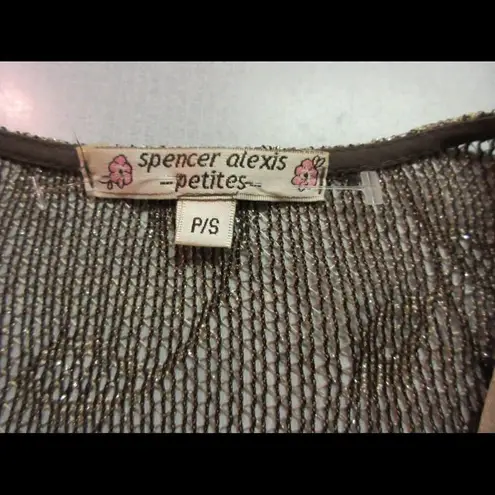 spencer alexis
-petites-
P/S